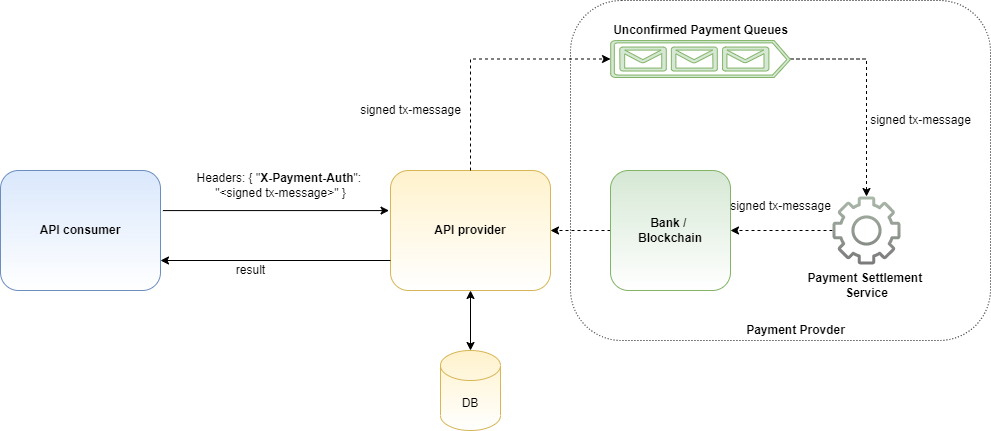 Unconfirmed Payment Queues
signed tx-message
signed tx-message
Headers: { "X-Payment-Auth":
"<signed tx-message>" }
API consumer
API provider
Bank /
Blockchain
signed tx-message
result
Payment Settlement
Service
Payment Provder
DB